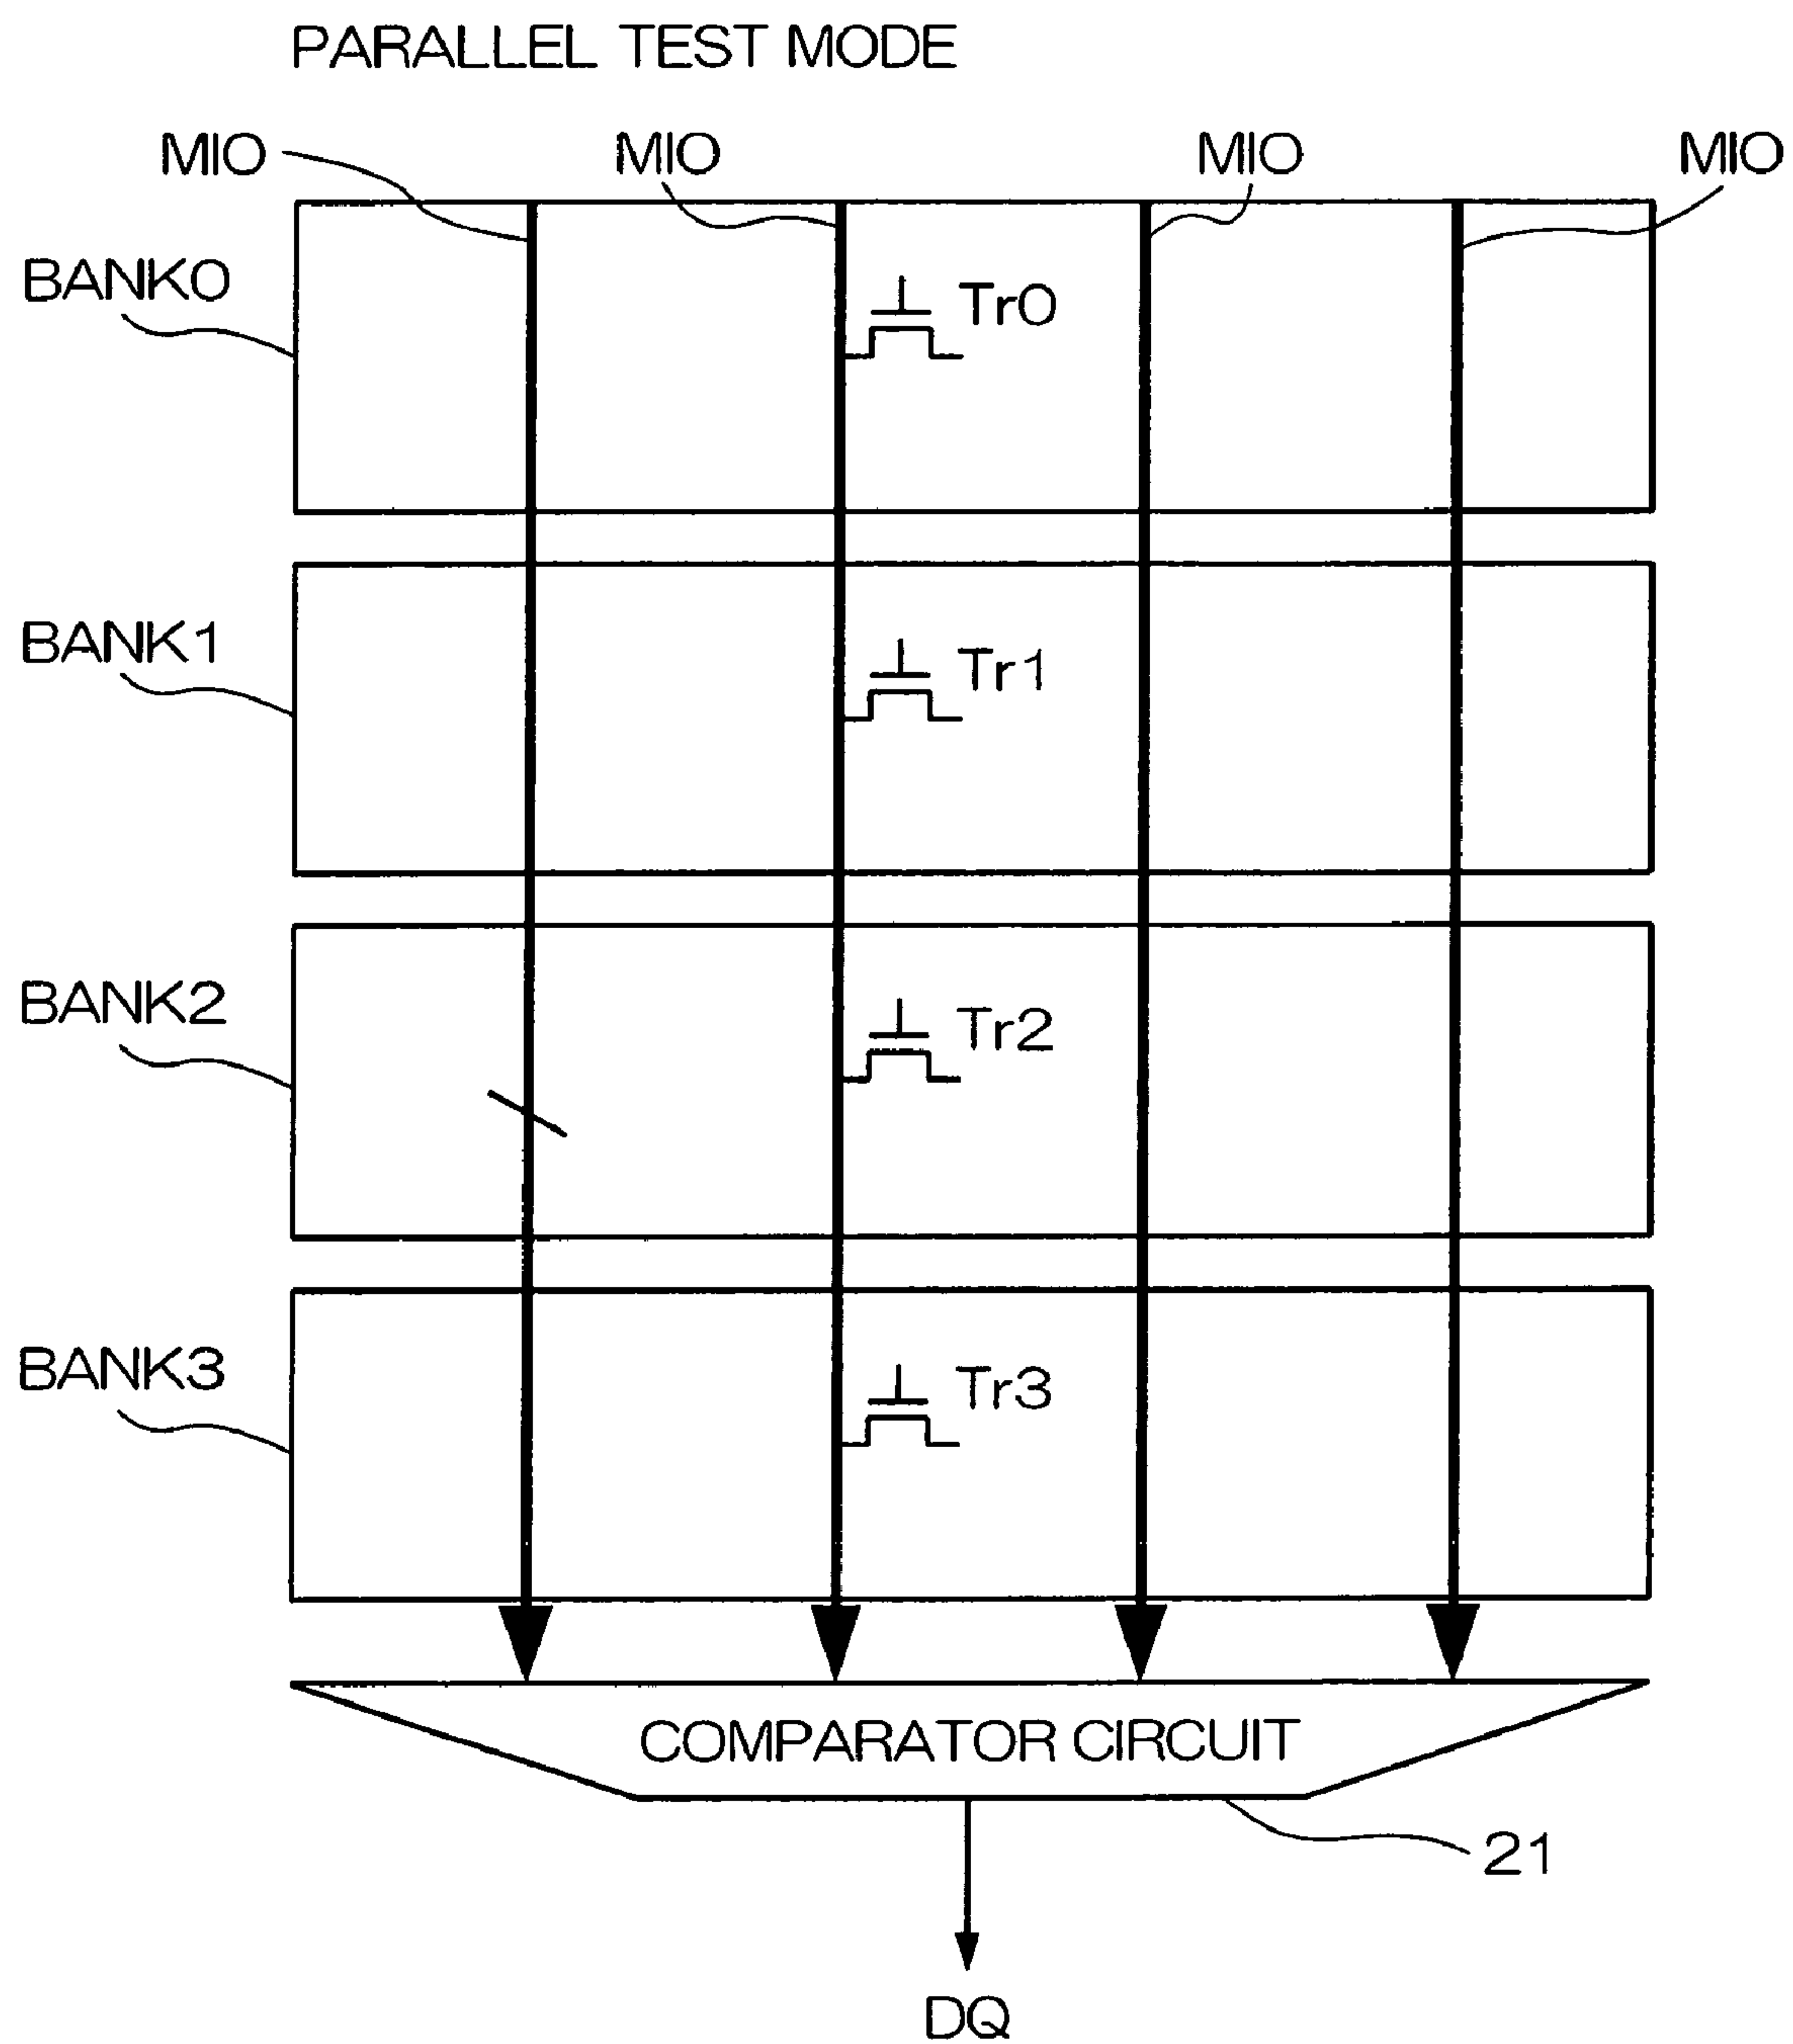 PARALLEL TEST MODE
MIO MIO MIO MIO
BANK0
Tr0
BANK1
Tr1
BANK2
Tr2
BANK3
Tr3
COMPARATOR CIRCUIT
21
DQ